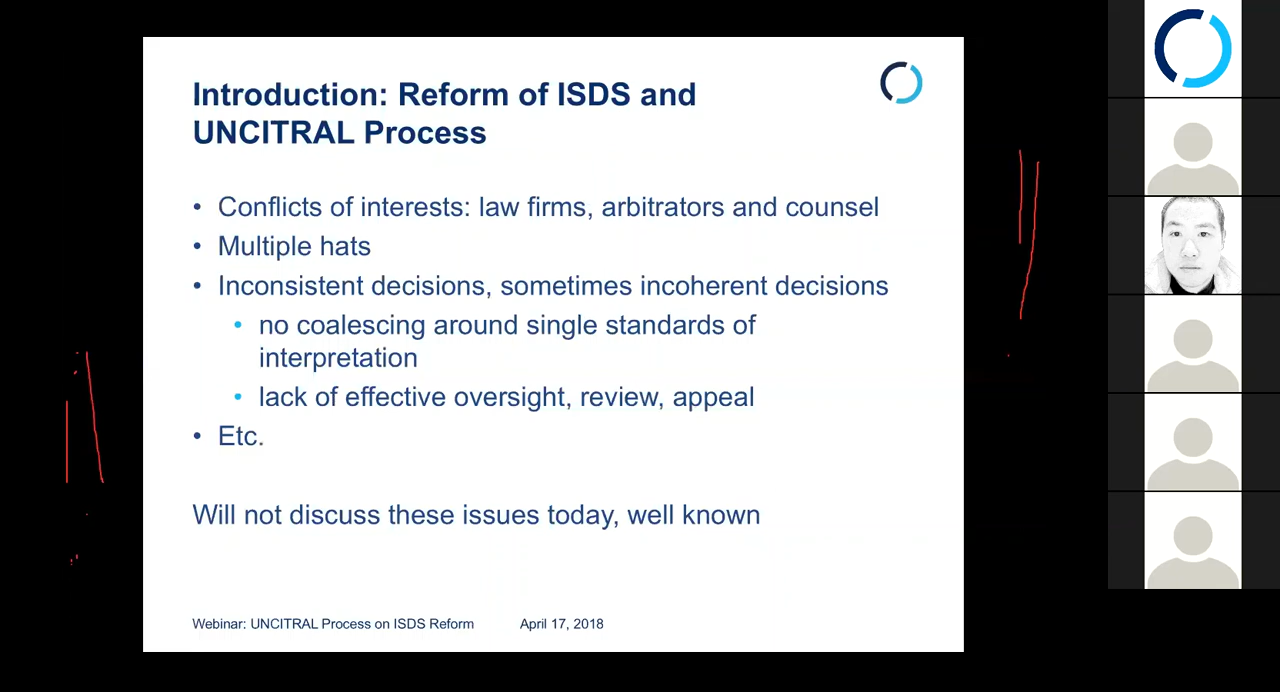 Introduction: Reform of ISDS and
UNCITRAL Process
• Conflicts of interests: law firms, arbitrators and counsel
• Multiple hats
• Inconsistent decisions, sometimes incoherent decisions
• no coalescing around single standards of
interpretation
• lack of effective oversight, review, appeal
• Etc.
Will not discuss these issues today, well known
Webinar: UNCITRAL Process on ISDS Reform April 17, 2018